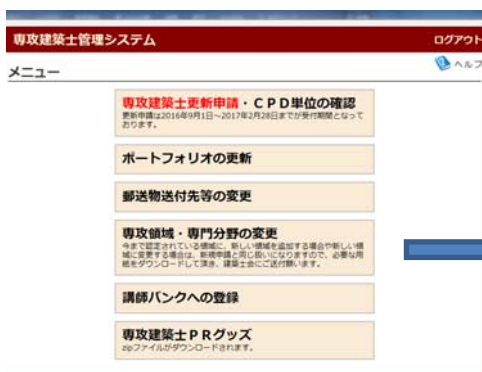 専攻建築士管理システム
ログアウト
メニュー
ヘルプ
専攻建築士更新申請・ＣＰＤ単位の確認
更新申請は2016年9月1日～2017年2月28日までが受付期間となって
おります。
ポートフォリオの更新
郵送物送付先等の変更
専攻領域・専門分野の変更
今まで認定されている領域に、新しい領域を追加する場合や新しい領
域に変更する場合は、新規申請と同じ扱いになりますので、必要な用
紙をダウンロードして頂き、建築士会にご送付願います。
講師バンクへの登録
専攻建築士ＰＲグッズ
zipファイルがダウンロードされます。